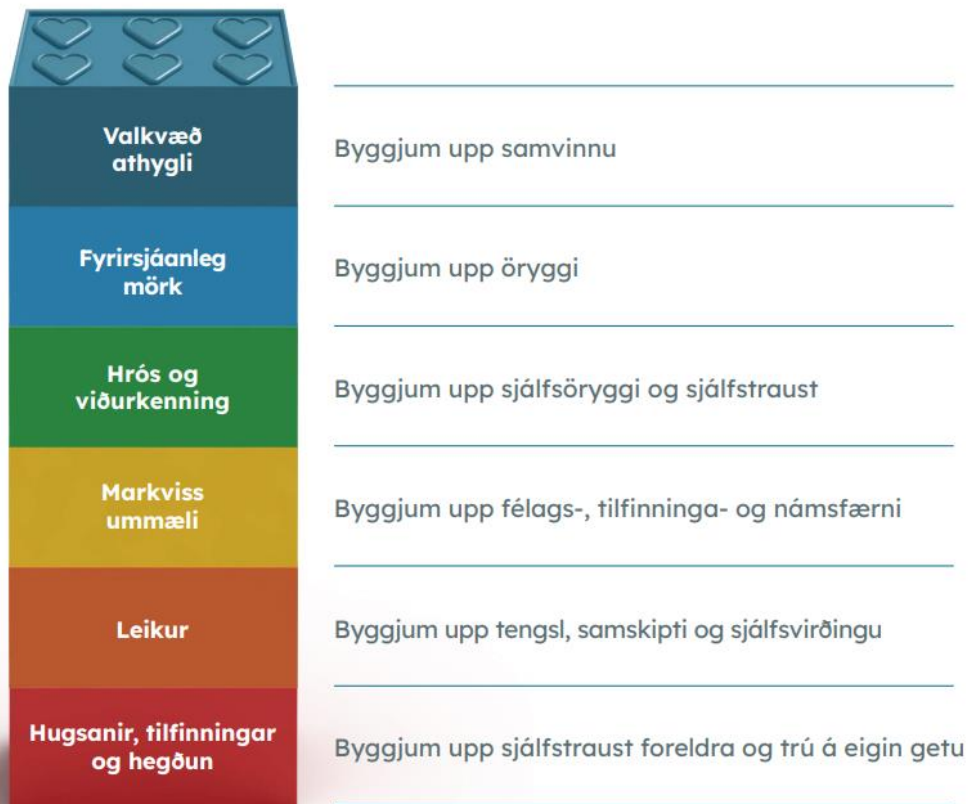 Valkvæð
athygli
Byggjum upp samvinnu
Fyrirsjáanleg
mörk
Byggjum upp öryggi
Hrós og
viðurkenning
Byggjum upp sjálfsöryggi og sjálfstraust
Markviss
ummæli
Byggjum upp félags-, tilfinninga- og námsfærni
Leikur
Byggjum upp tengsl, samskipti og sjálfsvirðingu
Hugsanir, tilfinningar
og hegðun
Byggjum upp sjálfstraust foreldra og trú á eigin getu